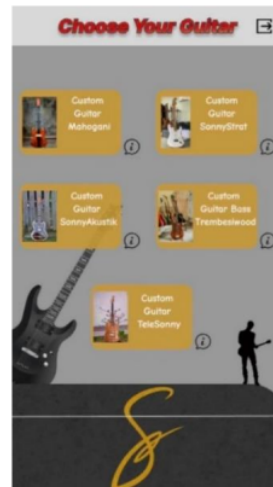 Choose Your Guitar
Custom
Guitar
Mahogani
Custom
Guitar
SonnyStrat
Custom
Guitar
SonnyAkustik
Custom
Guitar Bass
Trembesiwood
Custom
Guitar
TeleSonny